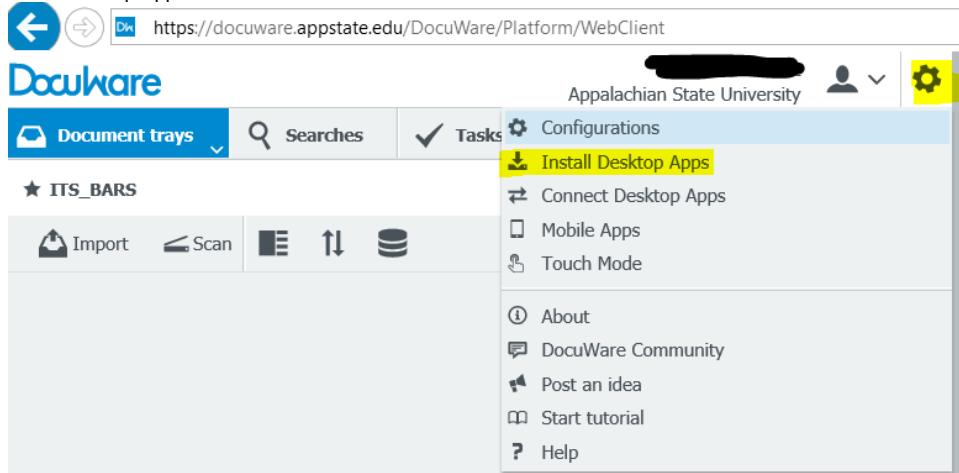 https://docuware.appstate.edu/DocuWare/Platform/WebClient
DocuWare
Appalachian State University
Document trays
Searches
Tasks
Configurations
Install Desktop Apps
★ ITS_BARS
Connect Desktop Apps
Import Scan
Mobile Apps
Touch Mode
About
DocuWare Community
Post an idea
Start tutorial
Help